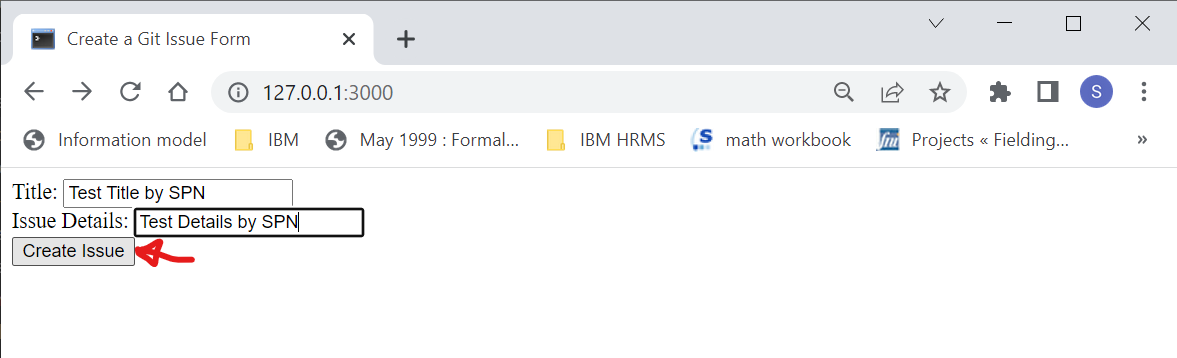 Create a Git Issue Form
127.0.0.1:3000
S
Information model IBM May 1999 : Formal... IBM HRMS S math workbook fm Projects « Fielding... »
Title: Test Title by SPN
Issue Details: Test Details by SPN
Create Issue